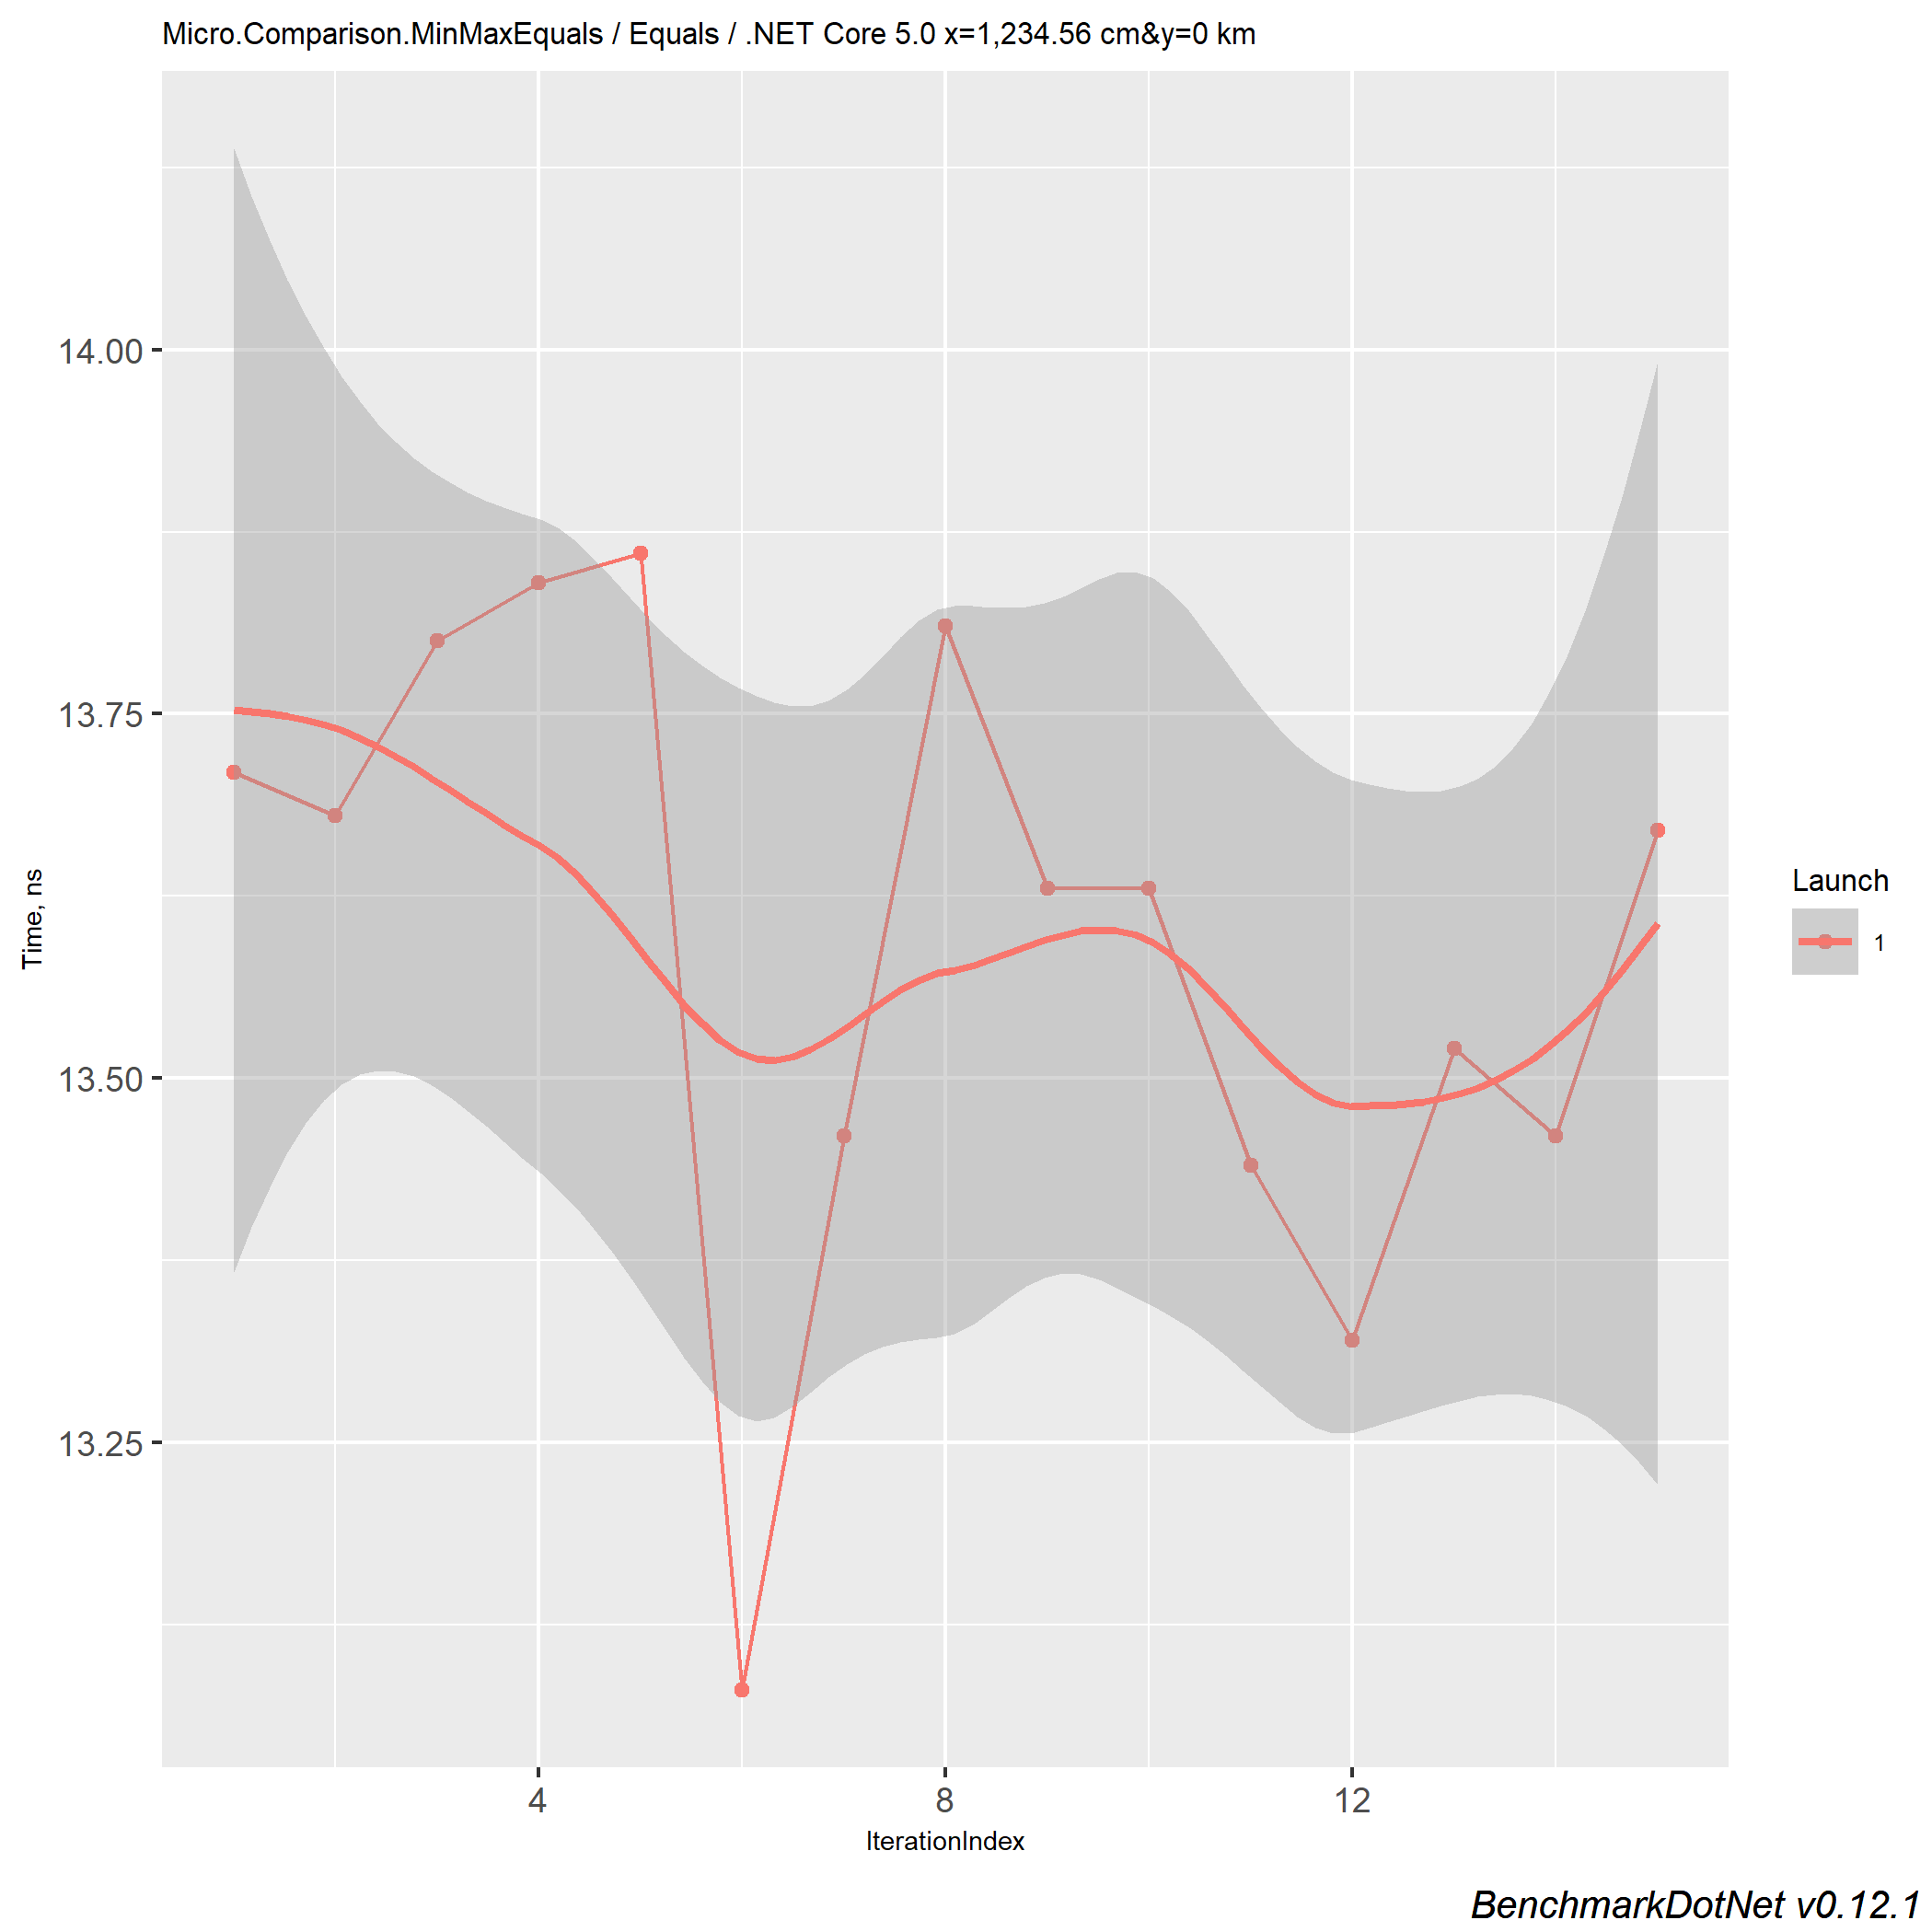 Micro.Comparison.MinMaxEquals / Equals / .NET Core 5.0 x=1,234.56 cm&y=0 km
14.00
13.75
13.50
13.25
Time, ns
4
8
12
IterationIndex
Launch
1
BenchmarkDotNet v0.12.1